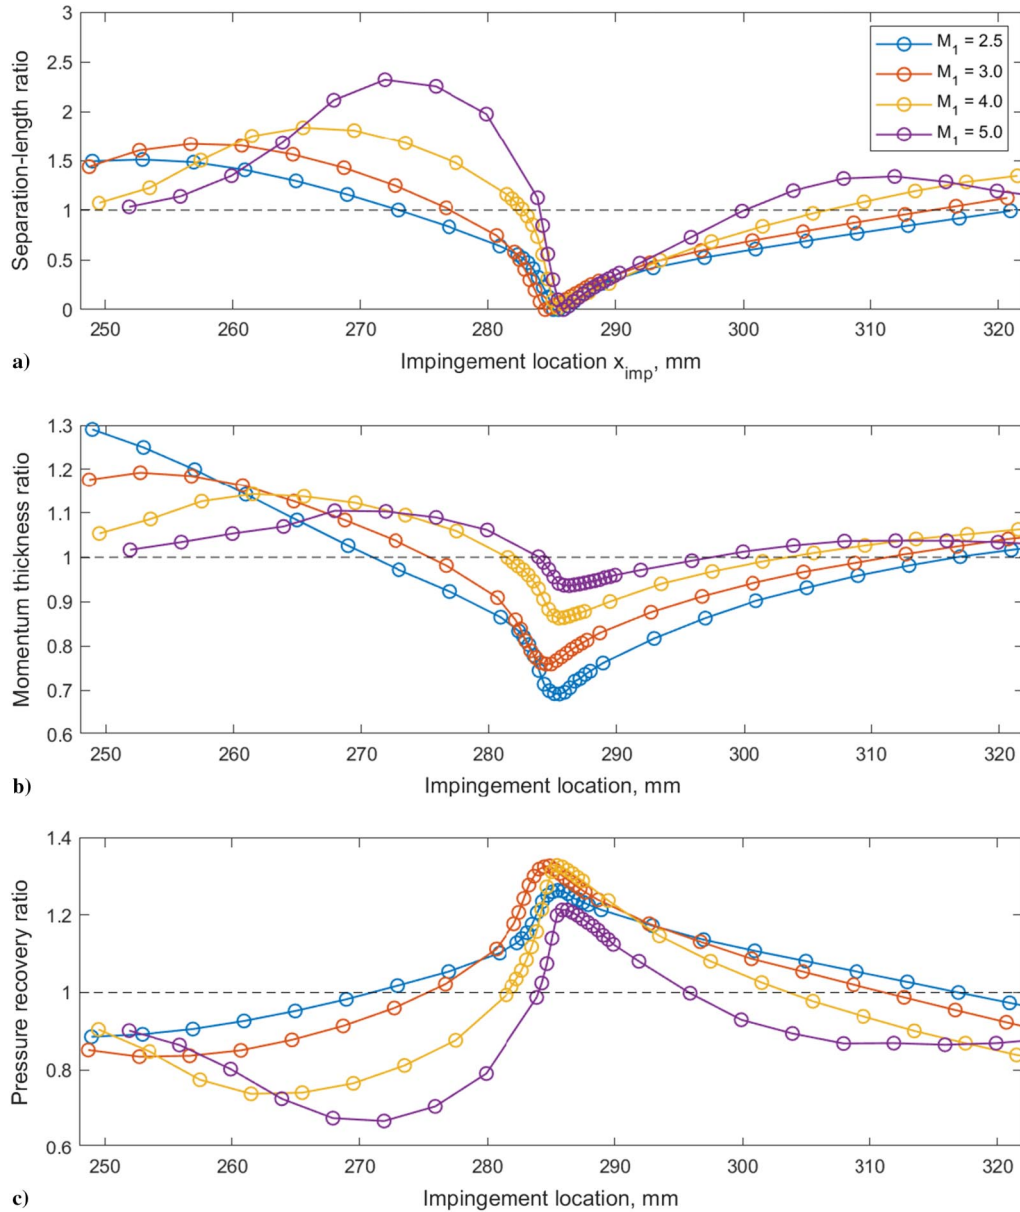 3
2.5
2
1.5
1
0.5
0
Separation-length ratio
M1 = 2.5
M1 = 3.0
M1 = 4.0
M1 = 5.0
250 260 270 280 290 300 310 320
a)
Impingement location ximp, mm
1.3
1.2
1.1
1
0.9
0.8
0.7
0.6
Momentum thickness ratio
250 260 270 280 290 300 310 320
b)
Impingement location, mm
1.4
1.2
1
0.8
0.6
Pressure recovery ratio
250 260 270 280 290 300 310 320
c)
Impingement location, mm